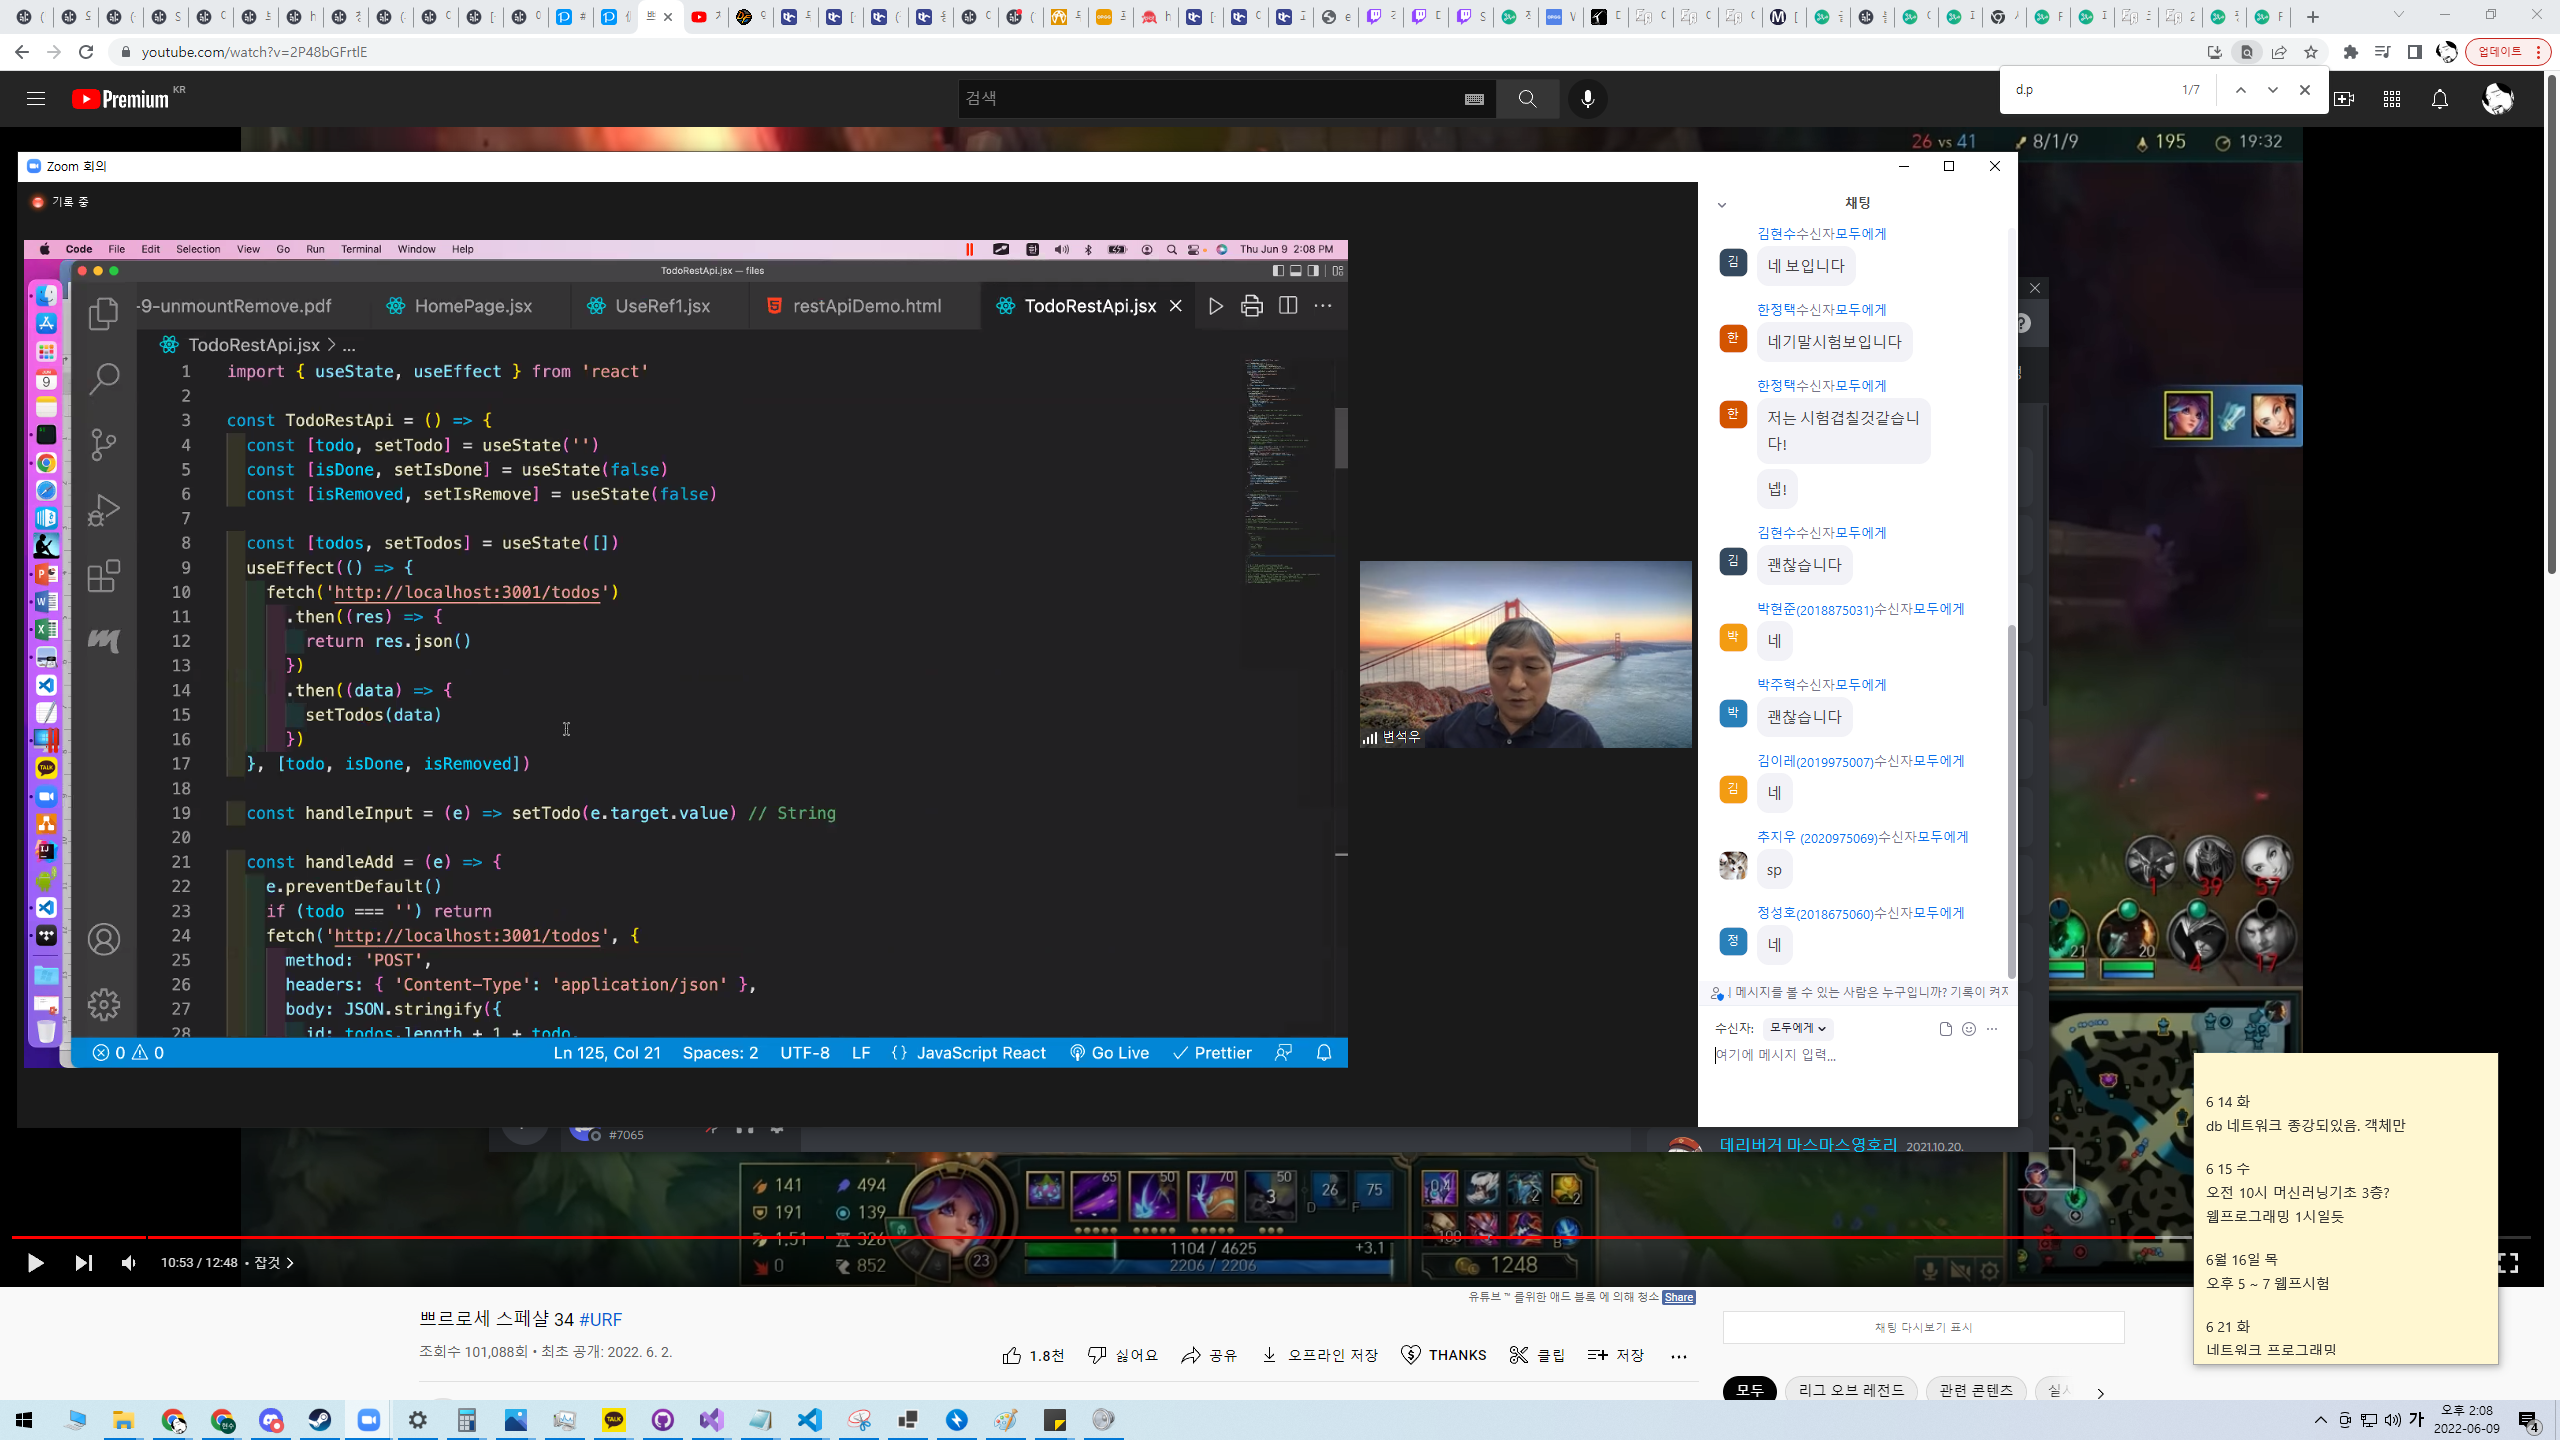 youtube.com/watch?v=2P48bGFrtlE
업데이트
Premium KR
검색
d.p
1/7
26 vs 41
8/1/9
195
19:32
Zoom 회의
기록 중
Code File Edit Selection View Go Run Terminal Window Help
Thu Jun 9 2:08 PM
TodoRestApi.jsx — files
-9-unmountRemove.pdf
HomePage.jsx
UseRef1.jsx
restApiDemo.html
TodoRestApi.jsx
TodoRestApi.jsx > ...
1 import { useState, useEffect } from 'react'
2
3 const TodoRestApi = () => {
4 const [todo, setTodo] = useState('')
5 const [isDone, setIsDone] = useState(false)
6 const [isRemoved, setIsRemove] = useState(false)
7
8 const [todos, setTodos] = useState([])
9 useEffect(() => {
10 fetch('http://localhost:3001/todos')
11 .then((res) => {
12 return res.json()
13 })
14 .then((data) => {
15 setTodos(data)
16 })
17 }, [todo, isDone, isRemoved])
18
19 const handleInput = (e) => setTodo(e.target.value) // String
20
21 const handleAdd = (e) => {
22 e.preventDefault()
23 if (todo === '') return
24 fetch('http://localhost:3001/todos', {
25 method: 'POST',
26 headers: { 'Content-Type': 'application/json' },
27 body: JSON.stringify({
28 id: todos.length + 1 + todo,
0 0
Ln 125, Col 21 Spaces: 2 UTF-8 LF {} JavaScript React Go Live Prettier
변석우
채팅
김현수수신자모두에게
김
네 보입니다
한정택수신자모두에게
한
네기말시험보입니다
한정택수신자모두에게
한
저는 시험겹칠것같습니
다!
넵!
김현수수신자모두에게
김
괜찮습니다
박현준(2018875031)수신자모두에게
박
네
박주혁수신자모두에게
박
괜찮습니다
김이레(2019975007)수신자모두에게
김
네
추지우 (2020975069)수신자모두에게
sp
정성호(2018675060)수신자모두에게
정
네
메시지를 볼 수 있는 사람은 누구입니까? 기록이 켜져
수신자: 모두에게
여기에 메시지 입력...
#7065
데리버거 마스마스영호리 2021.10.20.
6 14 화
db 네트워크 종강되있음. 객체만
6 15 수
오전 10시 머신러닝기초 3층?
웹프로그래밍 1시일듯
6월 16일 목
오후 5 ~ 7 웹프시험
6 21 화
네트워크 프로그래밍
141 494
191 139
1.51 326
0 852
23
65 50 70 50
3
26 75
D F
1104 / 4625 +3.1
2206 / 2206
1248
10:53 / 12:48 • 잡것
유튜브 ™ 를위한 애드 블록 에 의해 청소 Share
쁘르로세 스페샬 34 #URF
조회수 101,088회 • 최초 공개: 2022. 6. 2.
1.8천 싫어요 공유 오프라인 저장 THANKS 클립 저장
채팅 다시보기 표시
모두 리그 오브 레전드 관련 콘텐츠
가
오후 2:08
2022-06-09
4